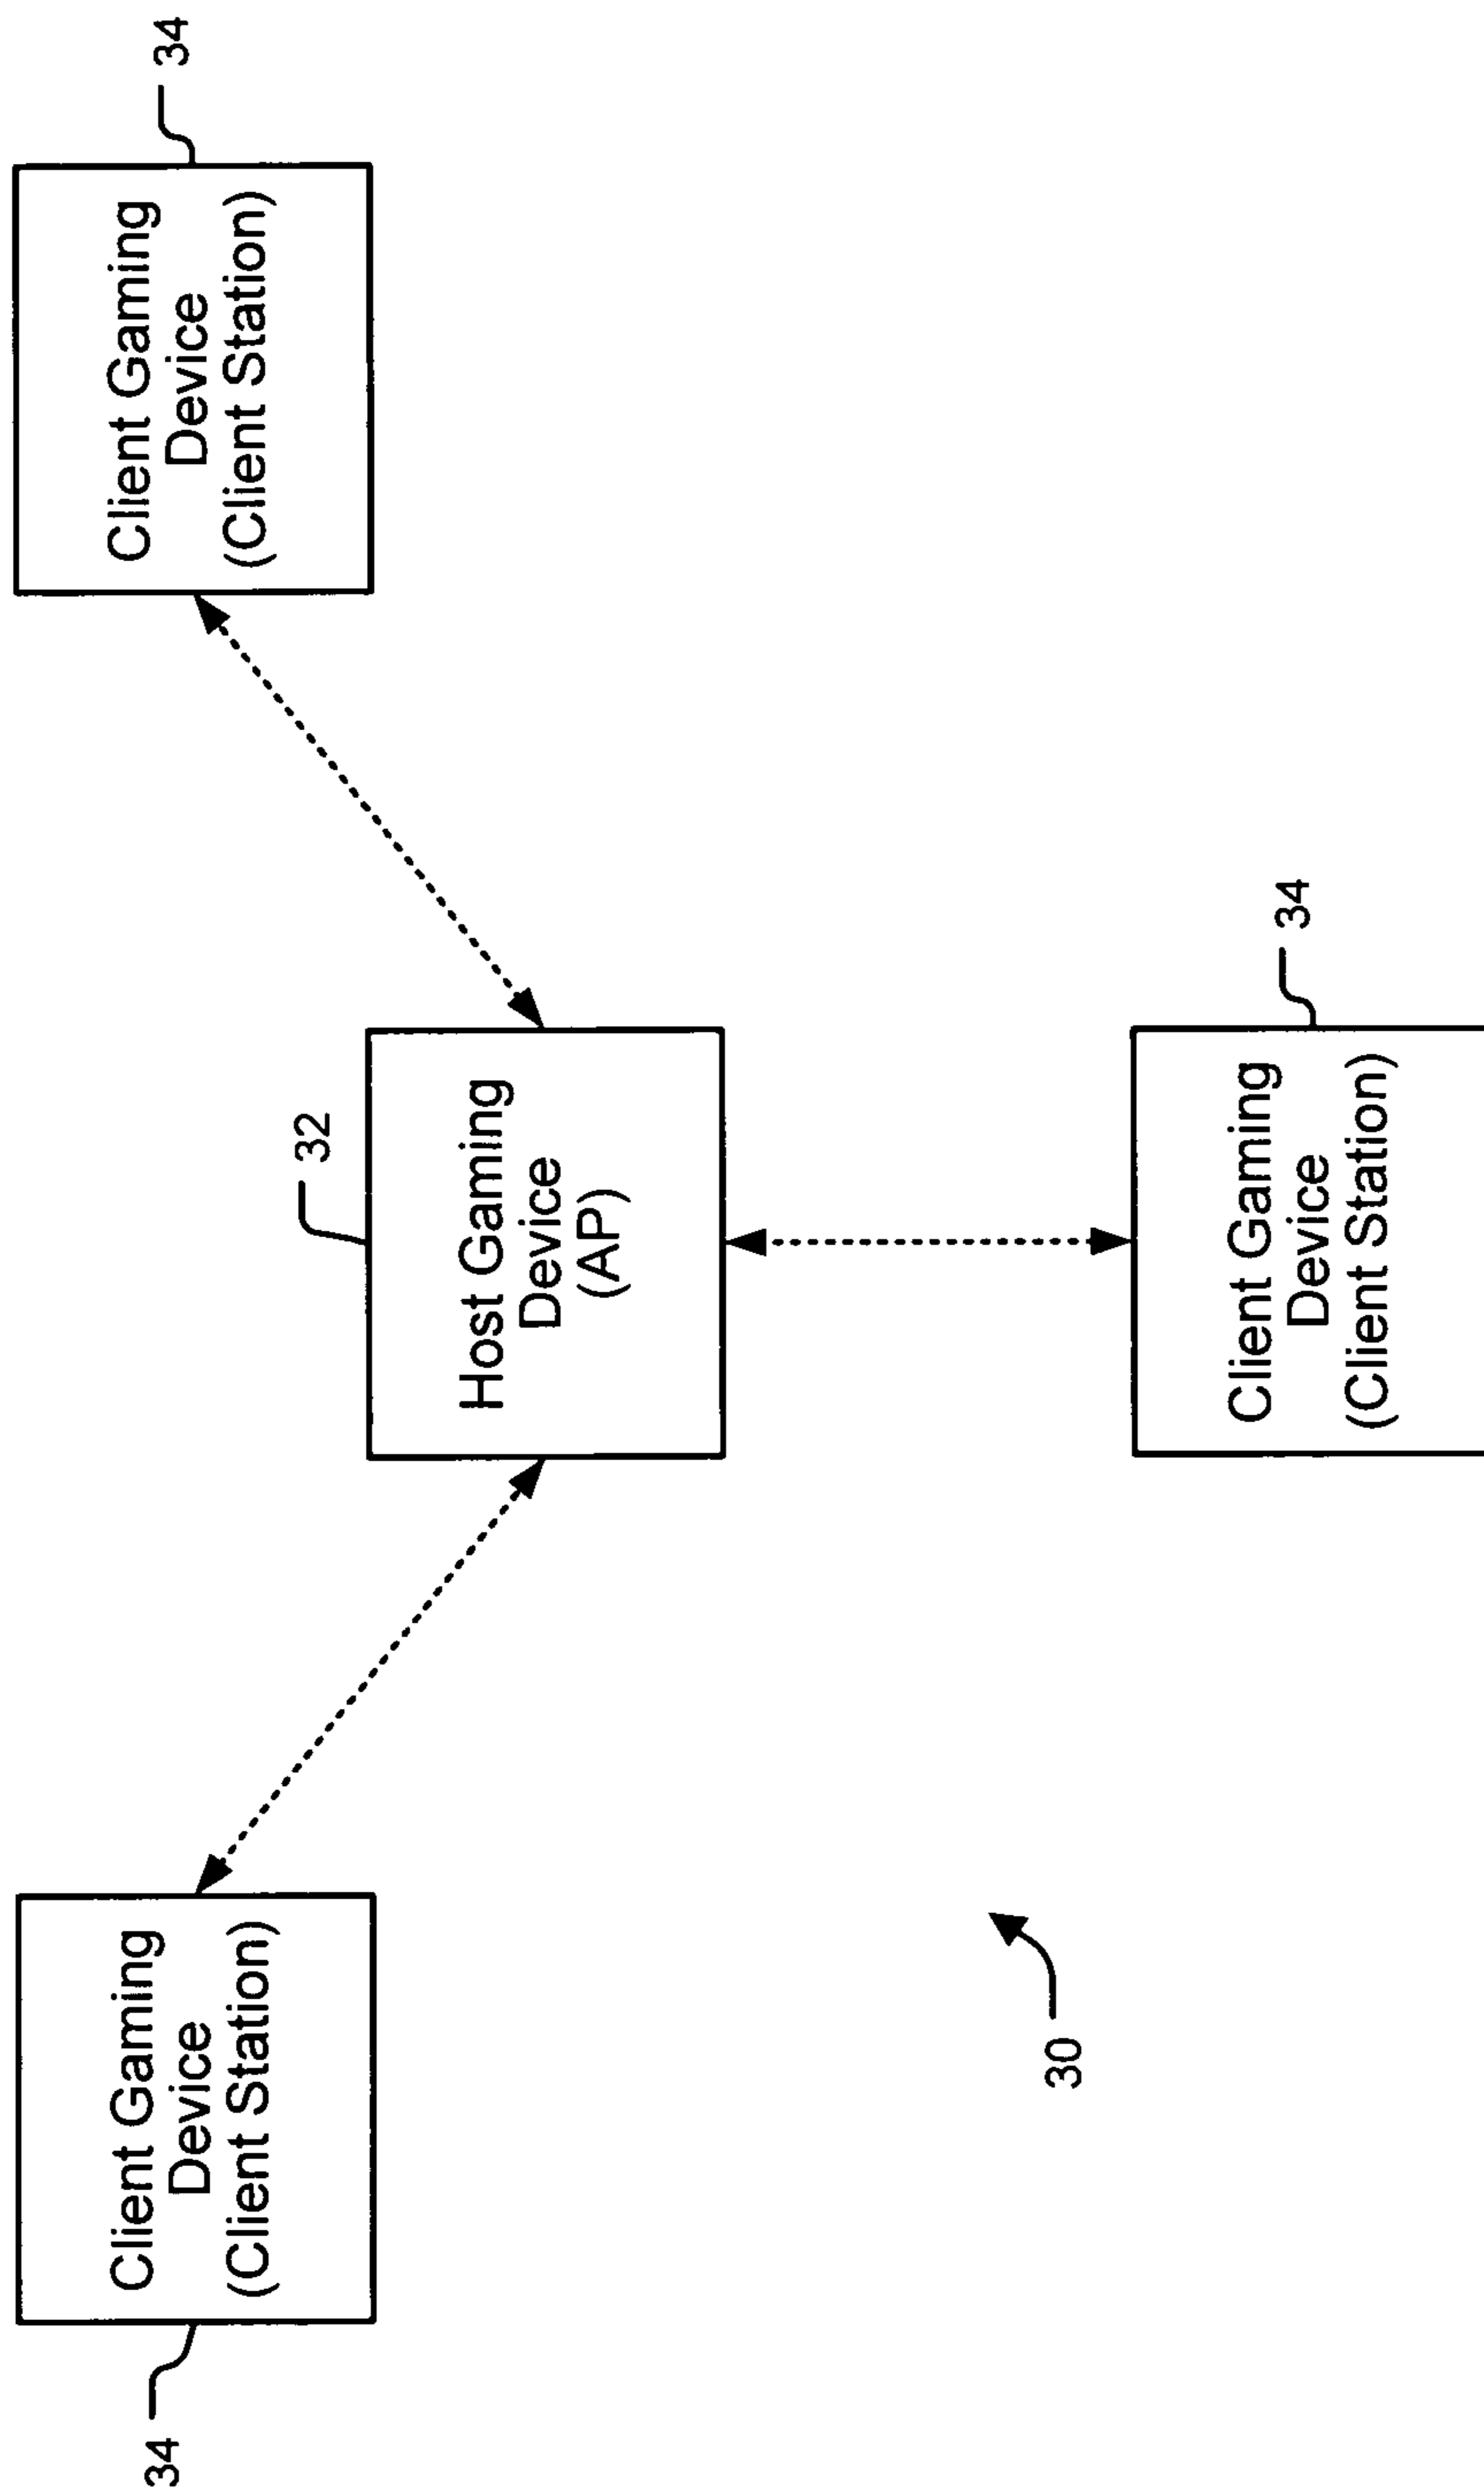 34
Client Gaming
Device
(Client Station)
32
Host Gaming
Device
(AP)
Client Gaming
Device
(Client Station)
34
30
Client Gaming
Device
(Client Station)
34